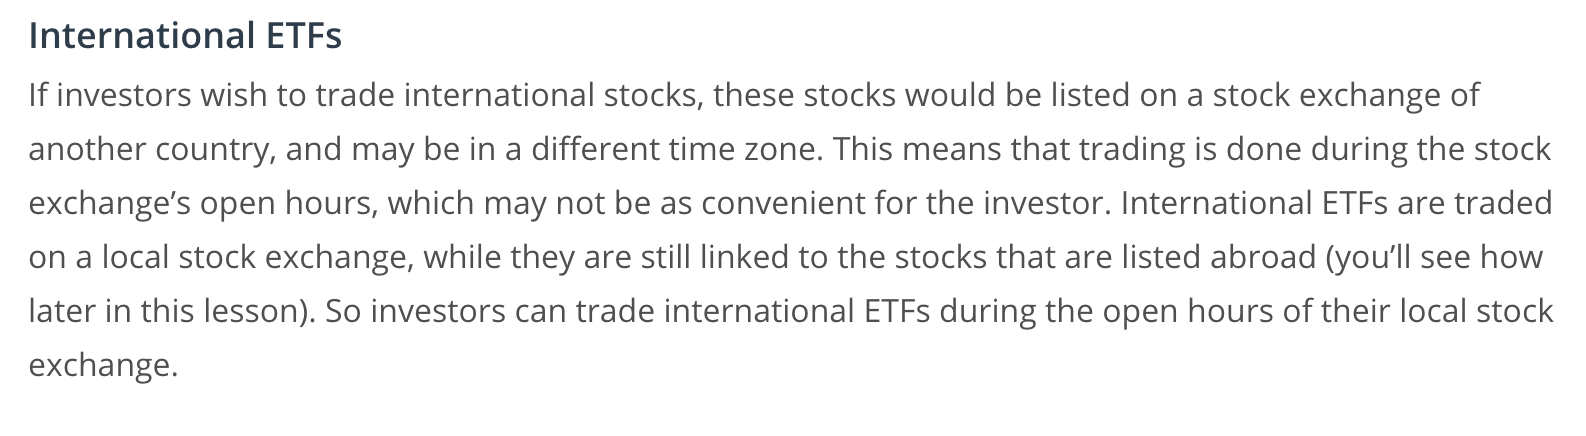 International ETFs
If investors wish to trade international stocks, these stocks would be listed on a stock exchange of
another country, and may be in a different time zone. This means that trading is done during the stock
exchange’s open hours, which may not be as convenient for the investor. International ETFs are traded
on a local stock exchange, while they are still linked to the stocks that are listed abroad (you’ll see how
later in this lesson). So investors can trade international ETFs during the open hours of their local stock
exchange.